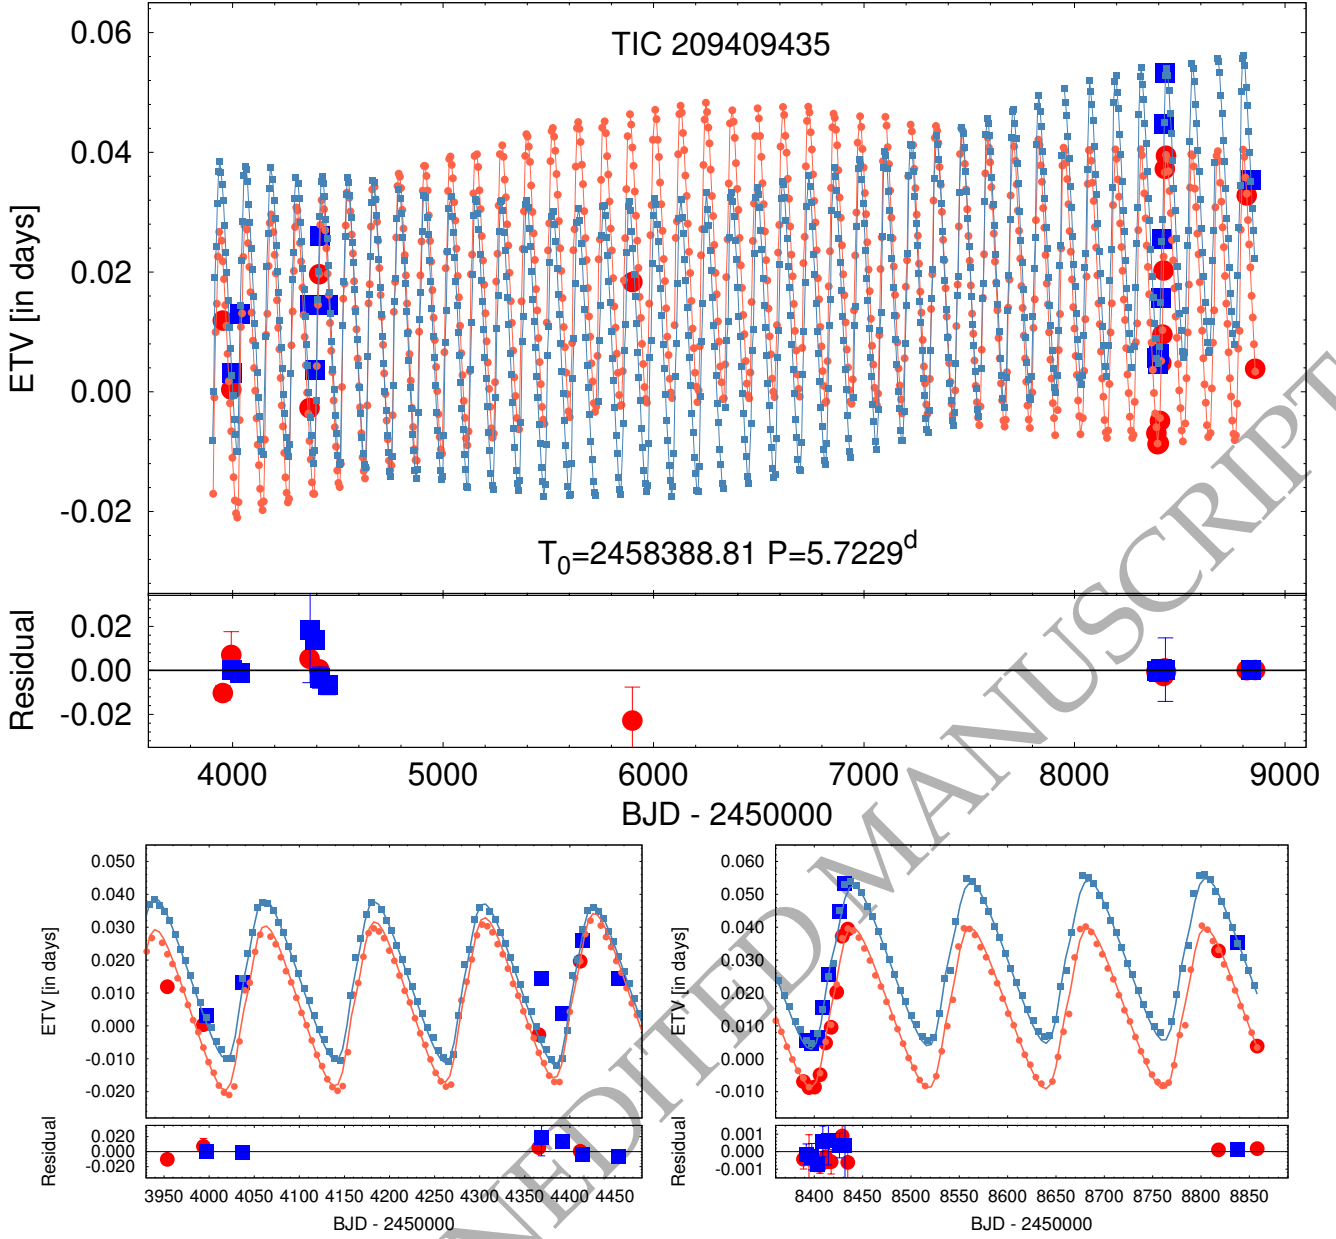 TIC 209409435
0.06
0.04
0.02
0.00
-0.02
ETV [in days]
T0=2458388.81 P=5.7229d
0.02
0.00
-0.02
Residual
4000 5000 6000 7000 8000 9000
BJD - 2450000
0.050
0.040
0.030
0.020
0.010
0.000
-0.010
-0.020
ETV [in days]
0.020
0.000
-0.020
Residual
3950 4000 4050 4100 4150 4200 4250 4300 4350 4400 4450
BJD - 2450000
0.060
0.050
0.040
0.030
0.020
0.010
0.000
-0.010
ETV [in days]
0.001
0.000
-0.001
Residual
8400 8450 8500 8550 8600 8650 8700 8750 8800 8850
BJD - 2450000
NEDITED MANUSCRIPT